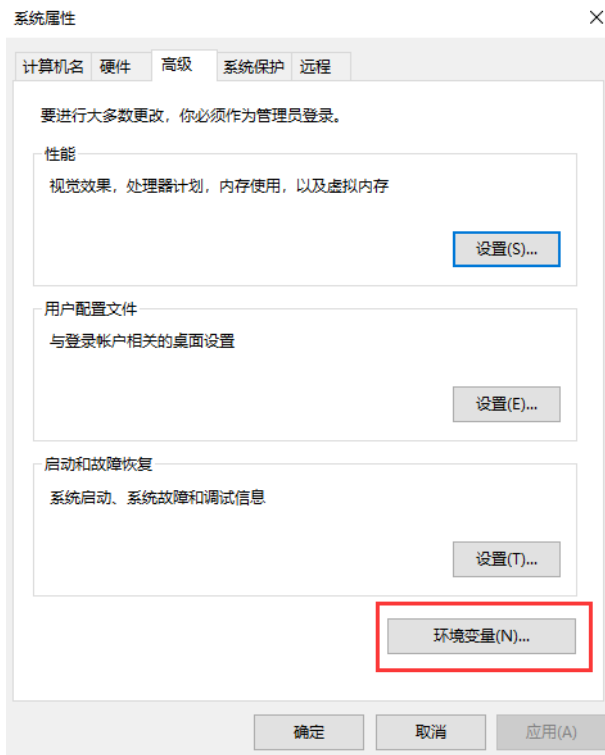 系统属性
计算机名 硬件 高级 系统保护 远程
要进行大多数更改，你必须作为管理员登录。
性能
视觉效果，处理器计划，内存使用，以及虚拟内存
设置(S)...
用户配置文件
与登录帐户相关的桌面设置
设置(E)...
启动和故障恢复
系统启动、系统故障和调试信息
设置(T)...
环境变量(N)...
确定 取消 应用(A)